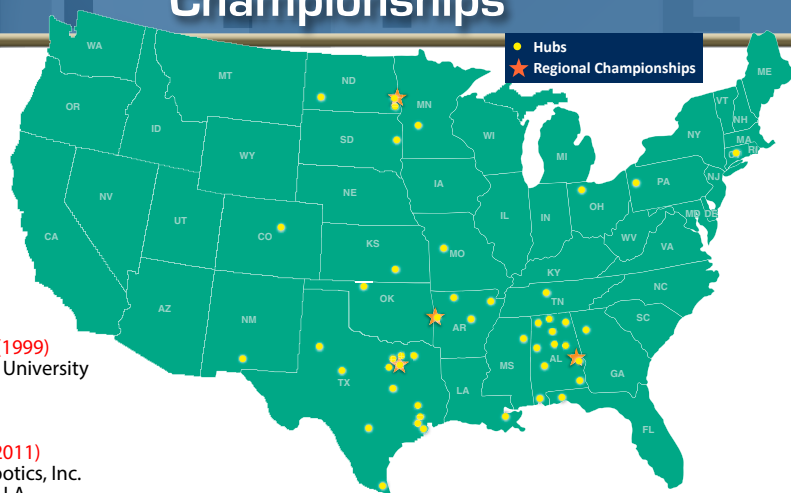 Championships
Hubs
Regional Championships
WA
MT
ND
MN
ME
VT
NH
OR
ID
SD
WI
NY
MA
RI
WY
MI
IA
NE
PA
NJ
NV
UT
IL
IN
OH
MD
DE
CA
CO
KS
MO
WV
VA
KY
NC
AZ
NM
OK
AR
TN
SC
(1999)
University
TX
LA
MS
AL
GA
FL
2011)
botics, Inc.